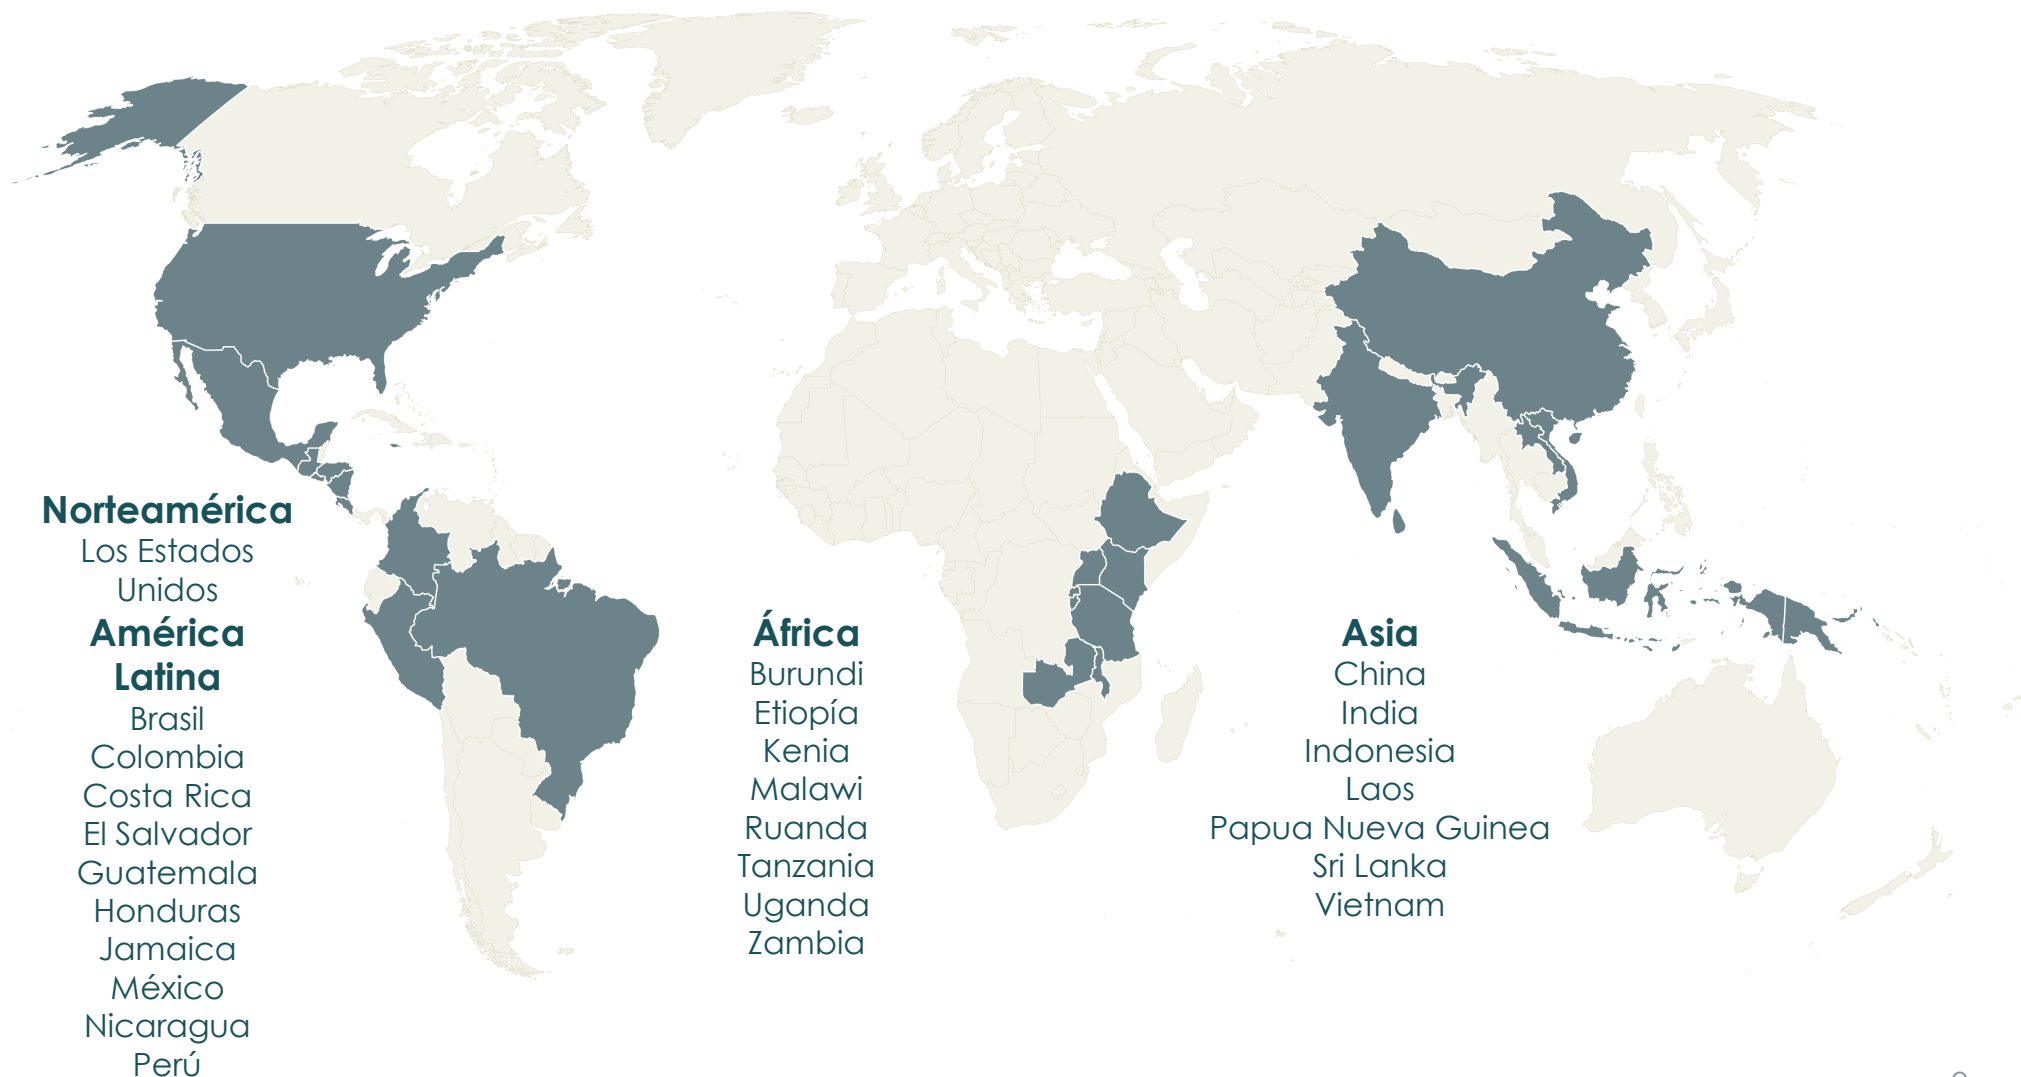 Norteamérica
Los Estados
Unidos
América
Latina
Brasil
Colombia
Costa Rica
El Salvador
Guatemala
Honduras
Jamaica
México
Nicaragua
Perú
África
Burundi
Etiopía
Kenia
Malawi
Ruanda
Tanzania
Uganda
Zambia
Asia
China
India
Indonesia
Laos
Papua Nueva Guinea
Sri Lanka
Vietnam